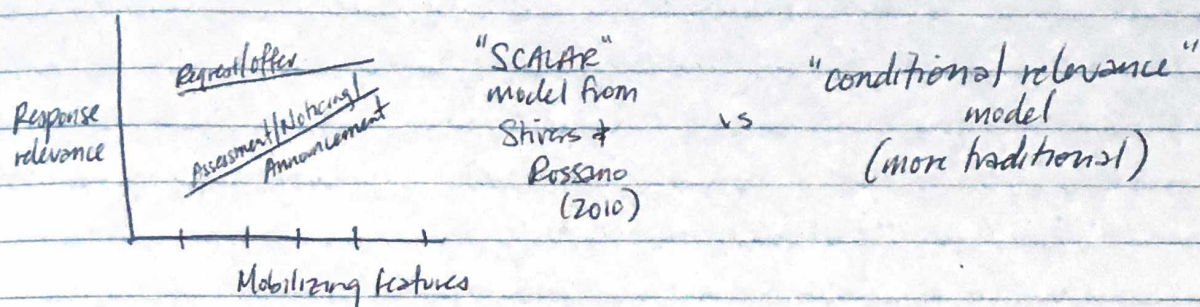 Response
relevance
Request/offer
Assessment/Noticing/
Announcement
Mobilizing features
"SCALAR"
model from
Stivers &
Rossano
(2010)
vs
"conditional relevance"
model
(more traditional)